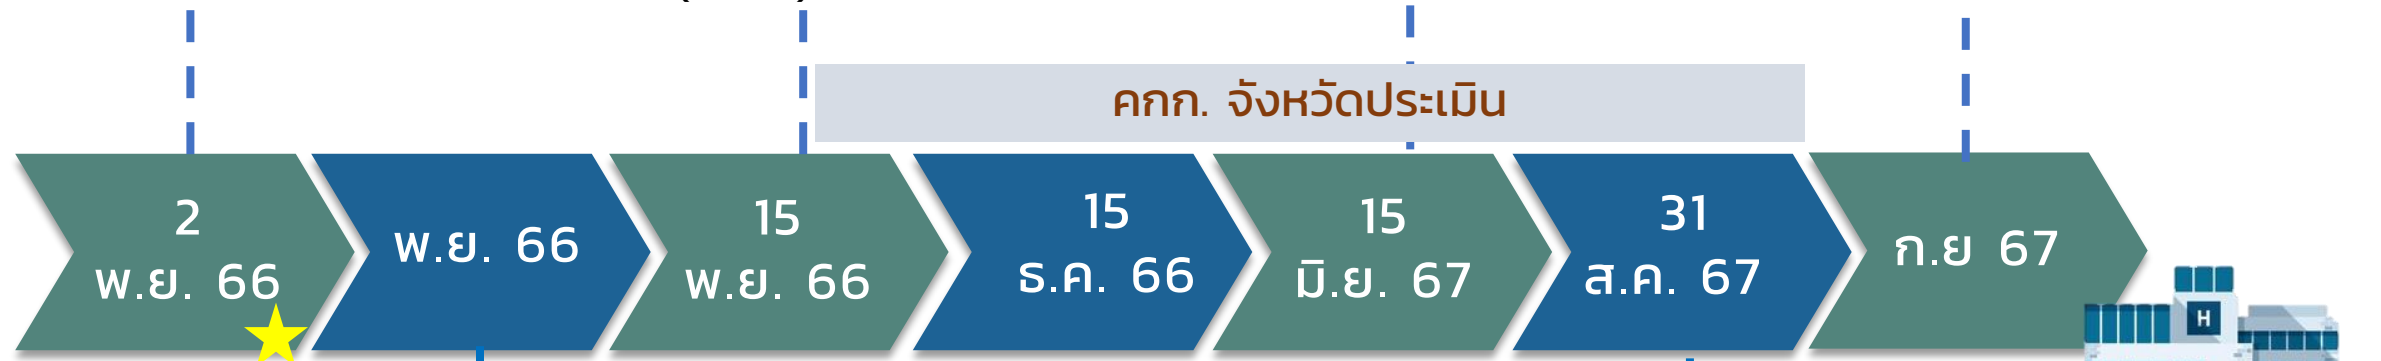 คกก. จังหวัดประเมิน
2
พ.ย. 66
พ.ย. 66
15
พ.ย. 66
15
ธ.ค. 66
15
มิ.ย. 67
31
ส.ค. 67
ก.ย 67
H